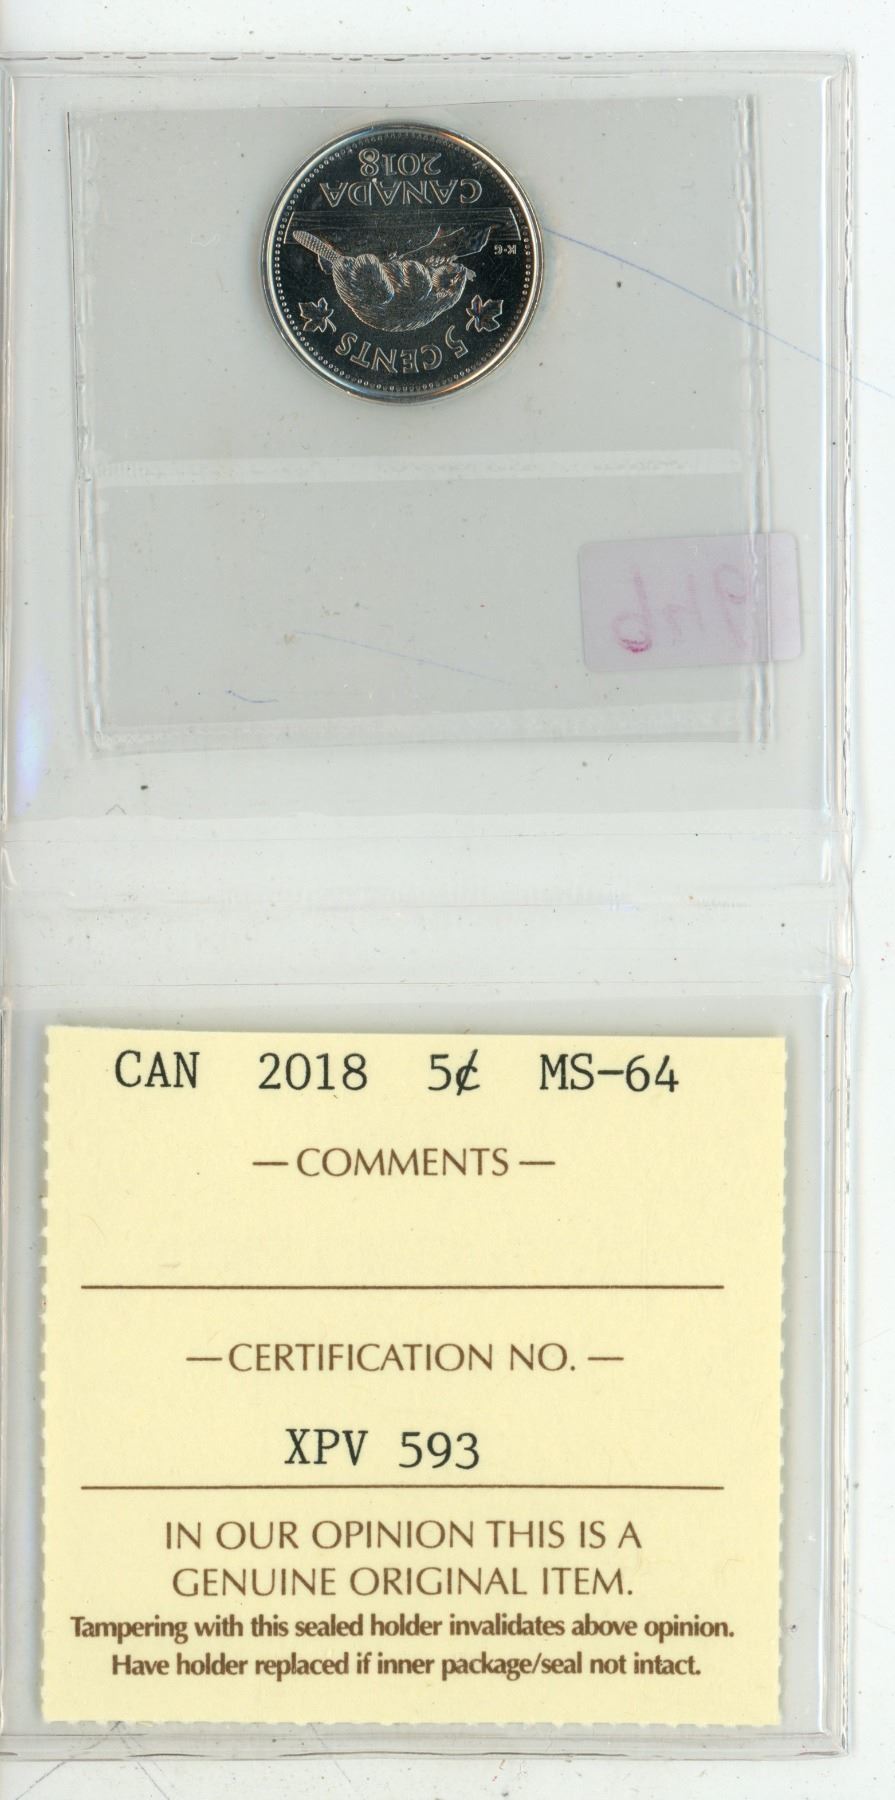 5 CENTS
K·G
CANADA
2018
946
CAN 2018 5¢ MS-64
— COMMENTS —
— CERTIFICATION NO. —
XPV 593
IN OUR OPINION THIS IS A
GENUINE ORIGINAL ITEM.
Tampering with this sealed holder invalidates above opinion.
Have holder replaced if inner package/seal not intact.